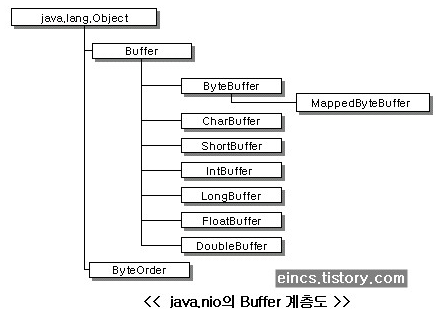 java.lang.Object
Buffer
ByteBuffer
MappedByteBuffer
CharBuffer
ShortBuffer
IntBuffer
LongBuffer
FloatBuffer
DoubleBuffer
ByteOrder
eincs.tistory.com
<< java.nio의 Buffer 계층도 >>